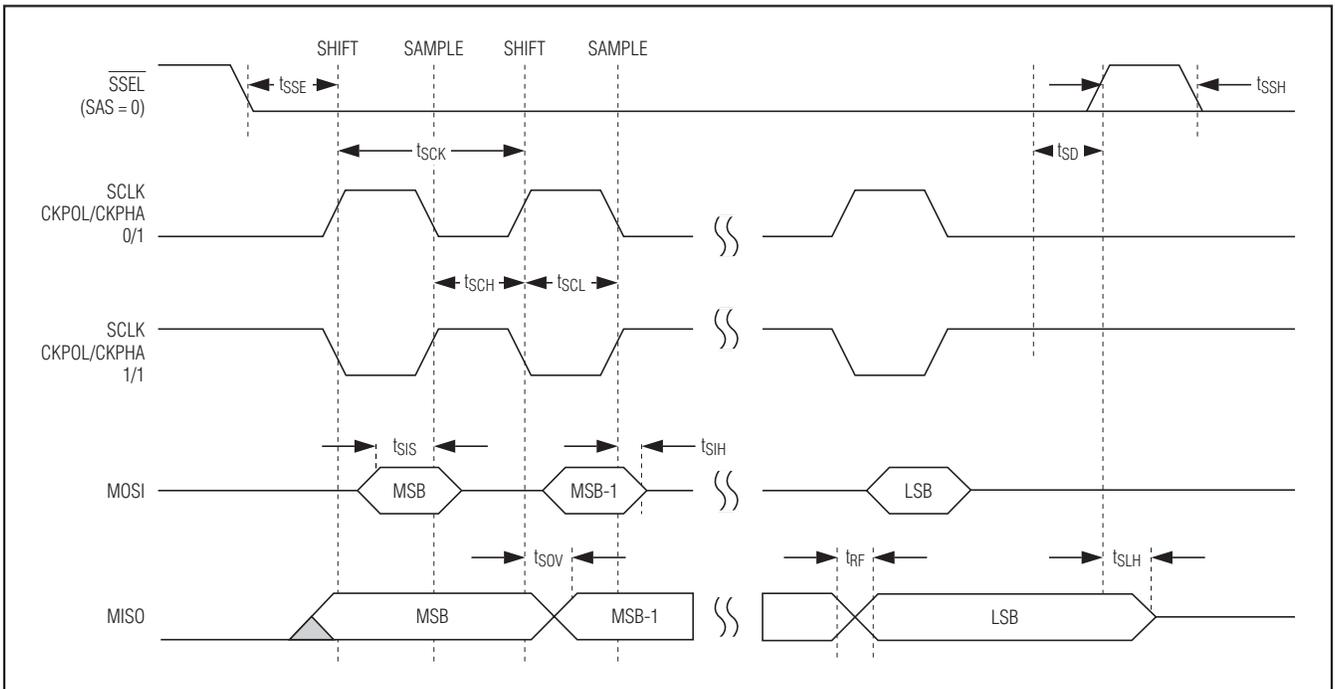 SHIFT SAMPLE SHIFT SAMPLE
SSEL
(SAS = 0)
tSSE
tSSH
tSCK
tSD
SCLK
CKPOL/CKPHA
0/1
tSCH tSCL
SCLK
CKPOL/CKPHA
1/1
tSIS tSIH
MOSI MSB MSB-1 LSB
tSOV tRF tSLH
MISO MSB MSB-1 LSB